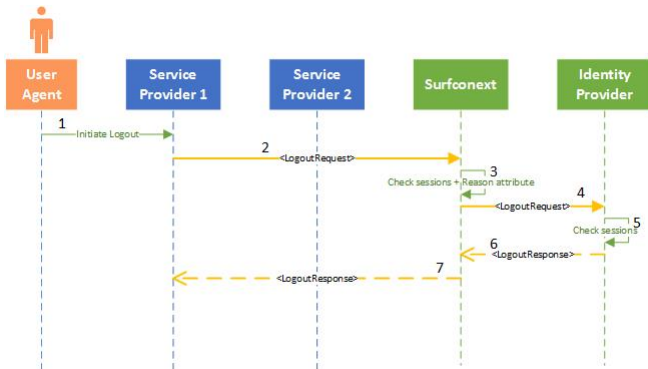 User
Agent
Service
Provider 1
Service
Provider 2
Surfconext
Identity
Provider
1
Initiate Logout
2
<LogoutRequest>
3
Check sessions + Reason attribute
4
<LogoutRequest>
5
Check sessions
6
<LogoutResponse>
7
<LogoutResponse>